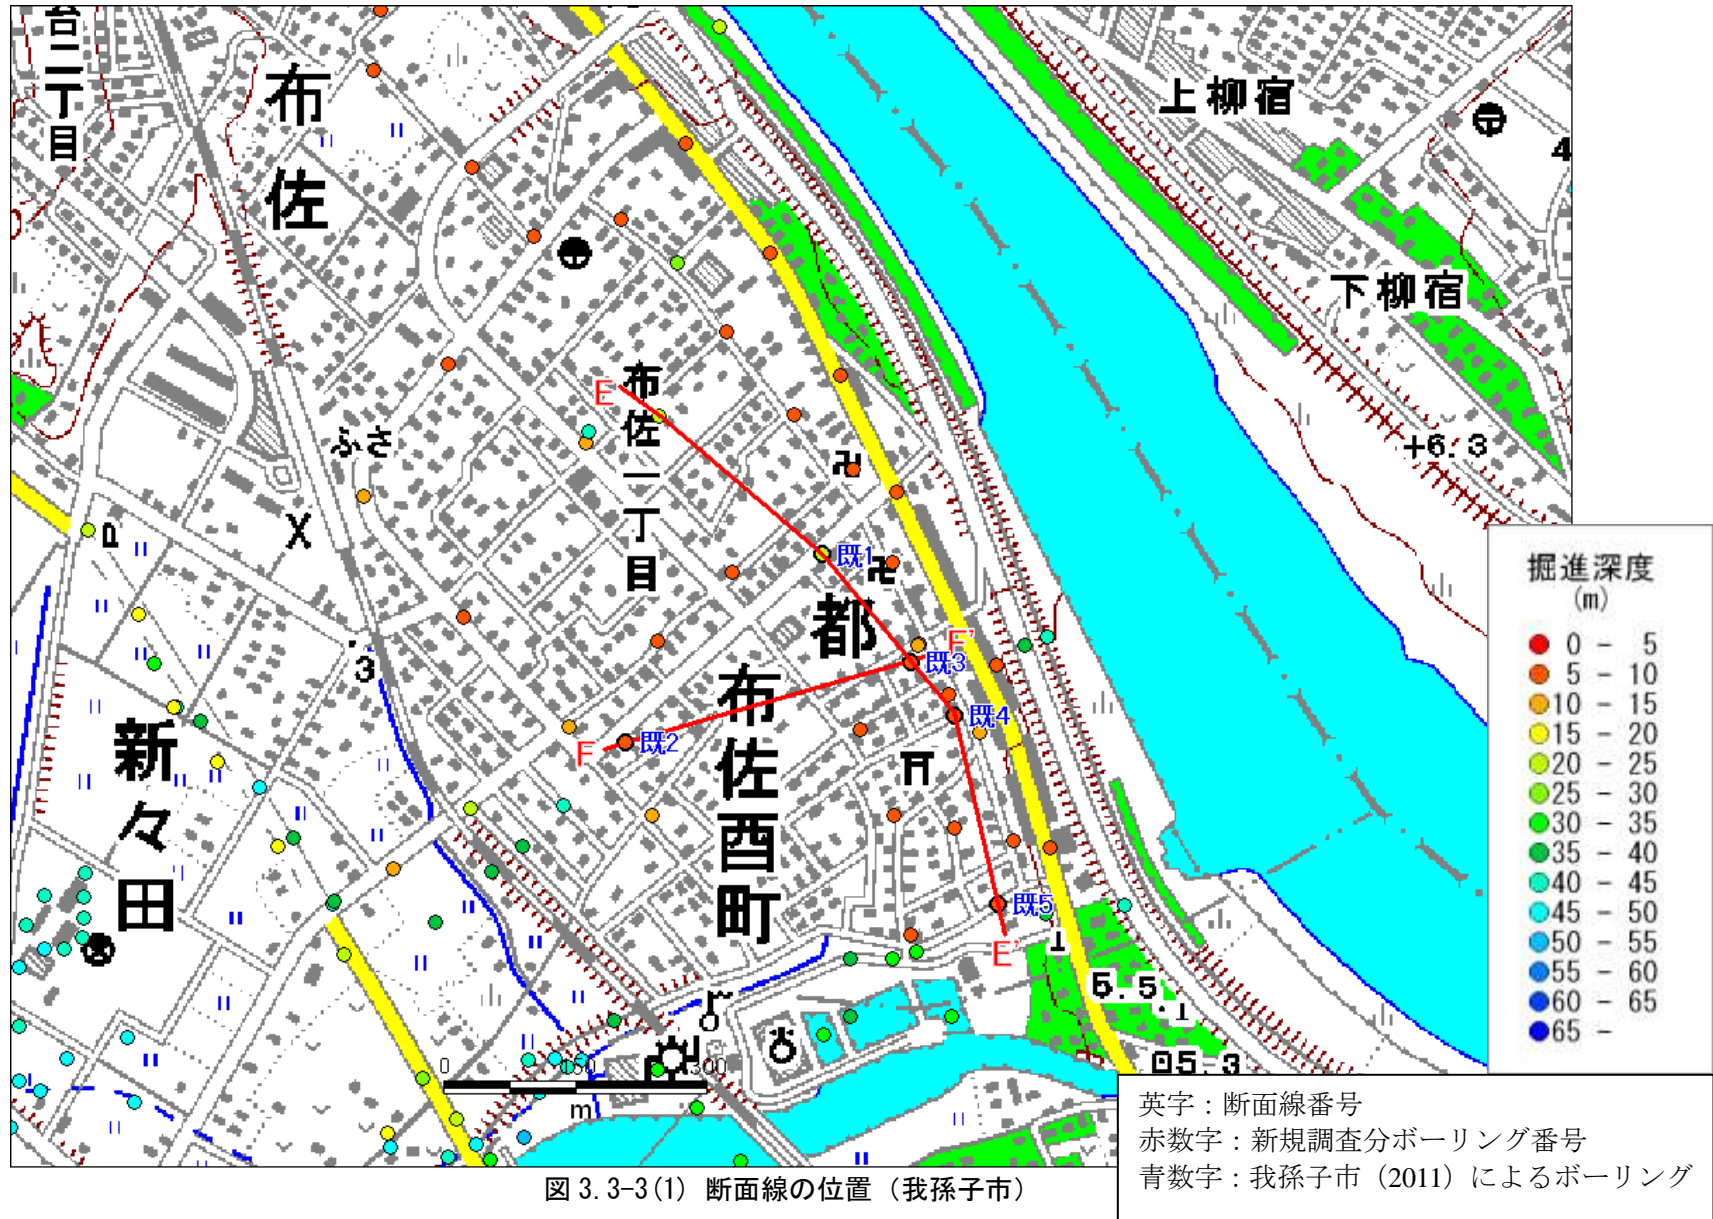 台二丁目
布佐
上柳宿
4
下柳宿
+6.3
E
布佐一丁目
ふさ
既1
都
F'
既3
3
既4
F
既2
布佐酉町
新々田
既5
E'
5.5
.1
05.3
0
150
300
m
掘進深度
(m)
0 - 5
5 - 10
10 - 15
15 - 20
20 - 25
25 - 30
30 - 35
35 - 40
40 - 45
45 - 50
50 - 55
55 - 60
60 - 65
65 -
英字：断面線番号
赤数字：新規調査分ボーリング番号
青数字：我孫子市（2011）によるボーリング
図 3.3-3(1) 断面線の位置（我孫子市）